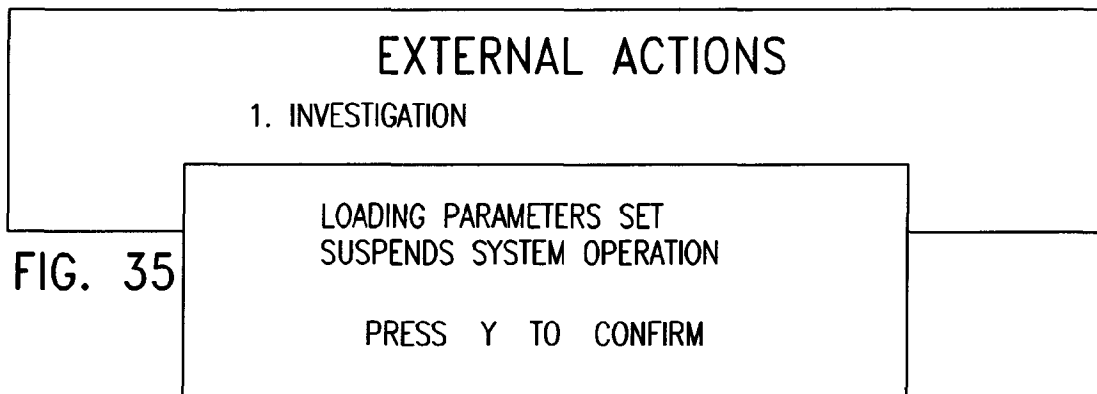 EXTERNAL ACTIONS
1. INVESTIGATION
LOADING PARAMETERS SET
SUSPENDS SYSTEM OPERATION
FIG. 35
PRESS Y TO CONFIRM